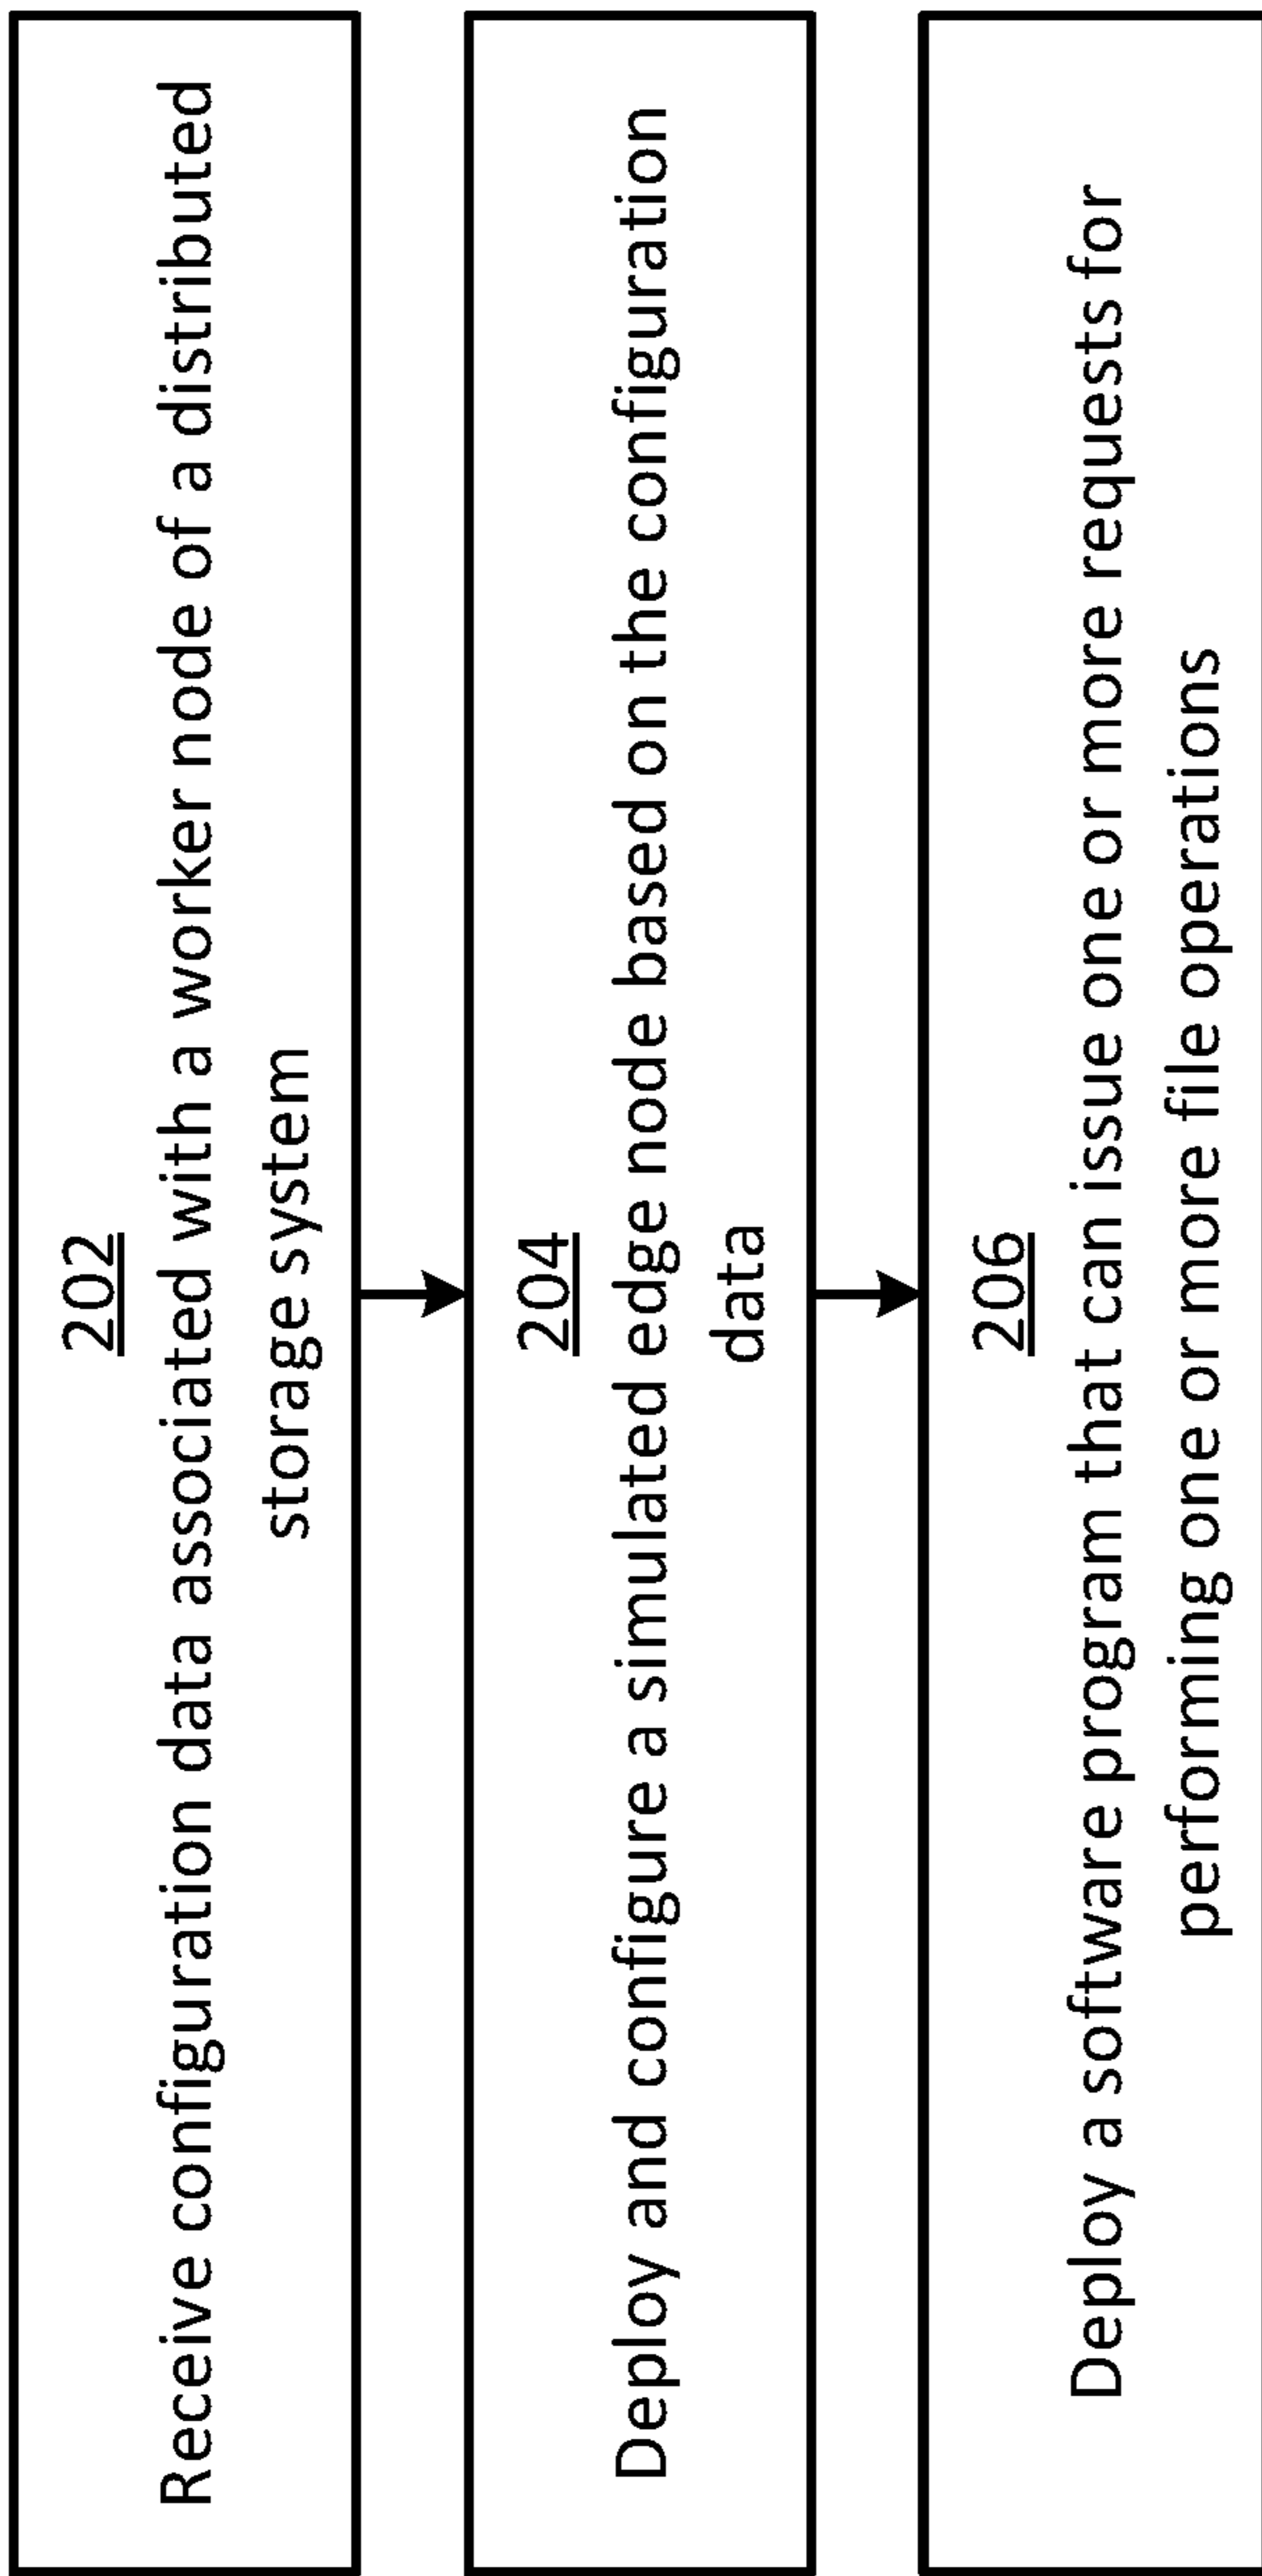 202
Receive configuration data associated with a worker node of a distributed
storage system
204
Deploy and configure a simulated edge node based on the configuration
data
206
Deploy a software program that can issue one or more requests for
performing one or more file operations